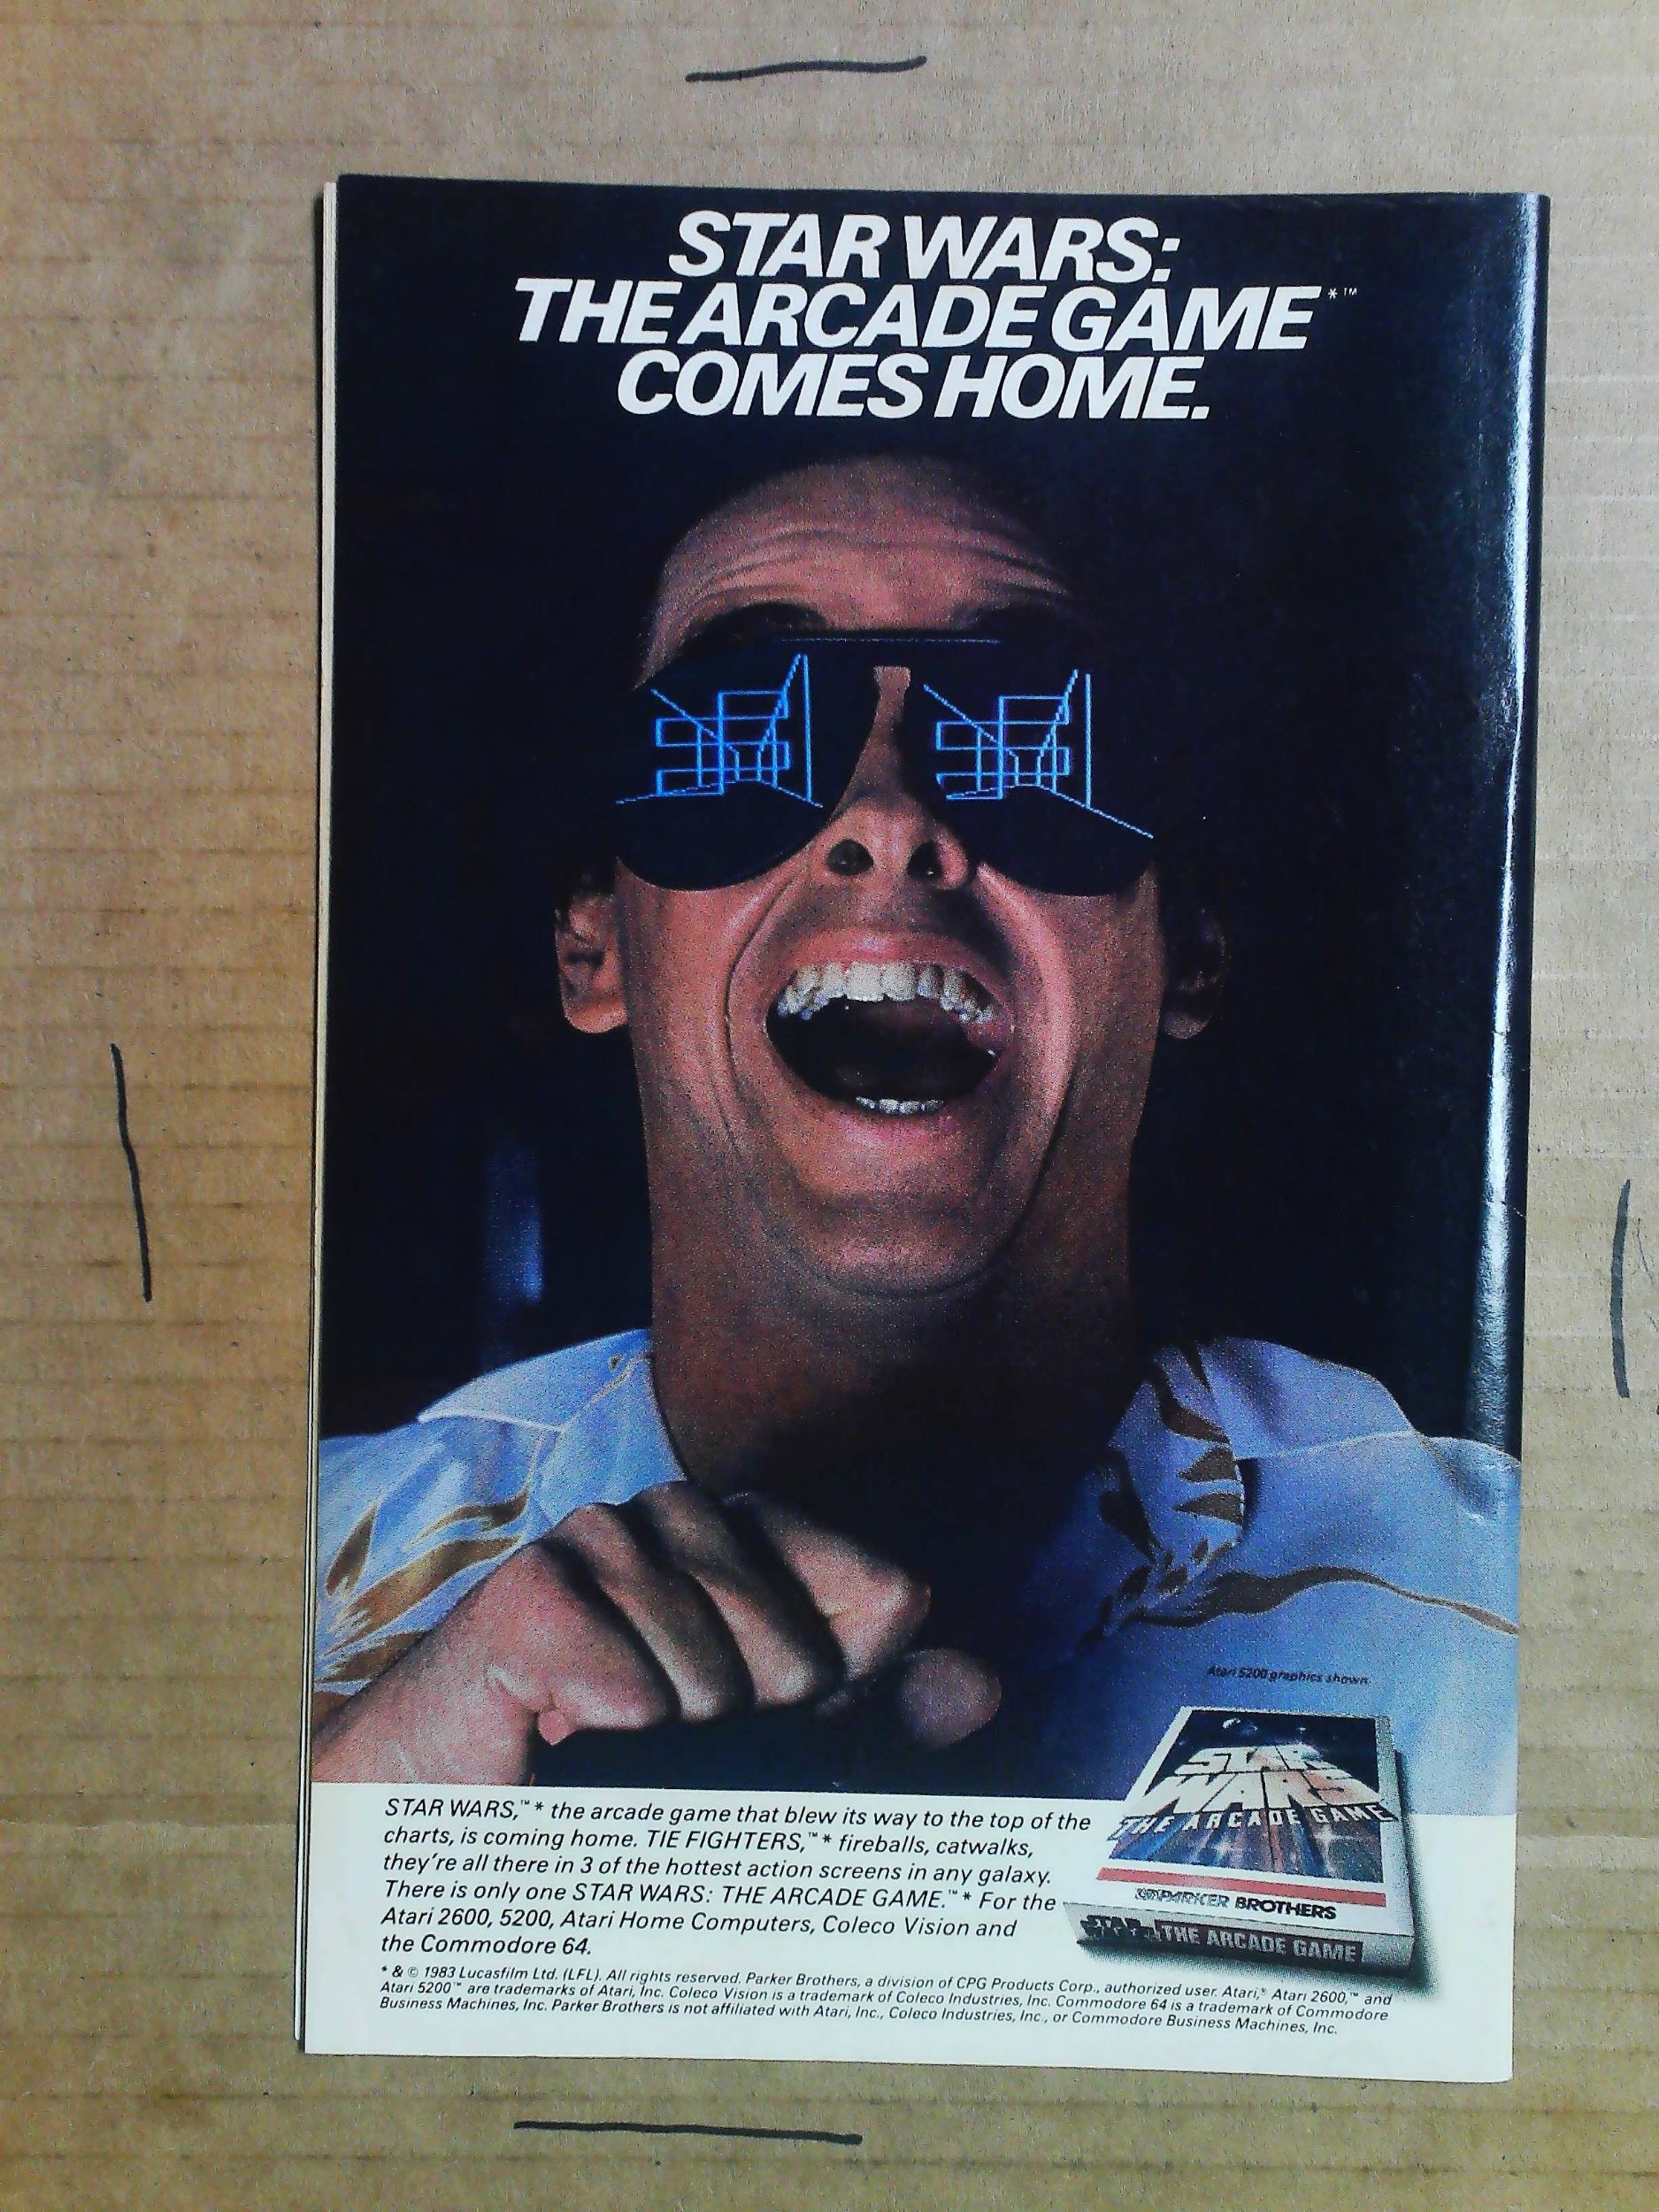 STAR WARS:
THE ARCADE GAME*™
COMES HOME.
Atari 5200 graphics shown.
STAR WARS
THE ARCADE GAME
PARKER BROTHERS
STAR WARS THE ARCADE GAME
STAR WARS,™* the arcade game that blew its way to the top of the
charts, is coming home. TIE FIGHTERS,™* fireballs, catwalks,
they're all there in 3 of the hottest action screens in any galaxy.
There is only one STAR WARS: THE ARCADE GAME.™* For the
Atari 2600, 5200, Atari Home Computers, Coleco Vision and
the Commodore 64.
* & © 1983 Lucasfilm Ltd. (LFL). All rights reserved. Parker Brothers, a division of CPG Products Corp., authorized user. Atari,® Atari 2600,™ and
Atari 5200™ are trademarks of Atari, Inc. Coleco Vision is a trademark of Coleco Industries, Inc. Commodore 64 is a trademark of Commodore
Business Machines, Inc. Parker Brothers is not affiliated with Atari, Inc., Coleco Industries, Inc., or Commodore Business Machines, Inc.